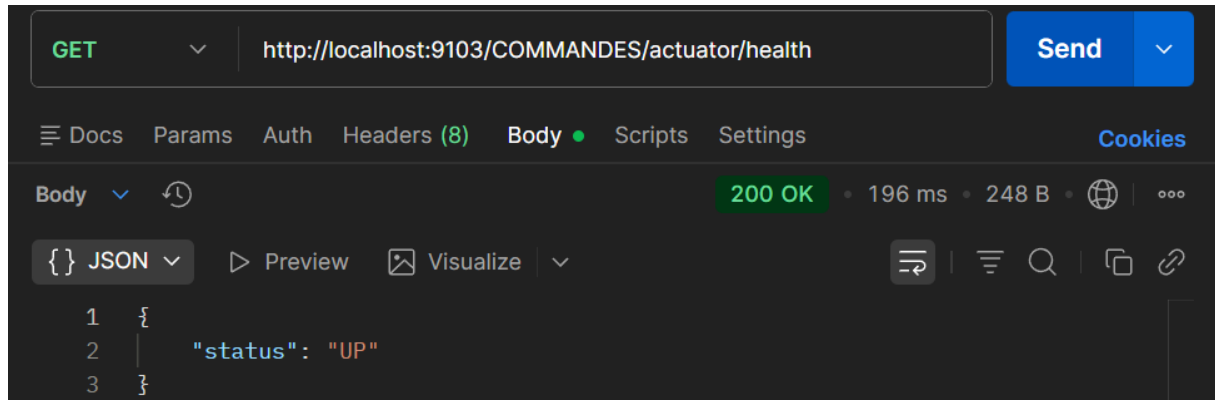 GET http://localhost:9103/COMMANDES/actuator/health Send
Docs Params Auth Headers (8) Body Scripts Settings Cookies
Body 200 OK • 196 ms • 248 B
{} JSON Preview Visualize
1 {
2 "status": "UP"
3 }